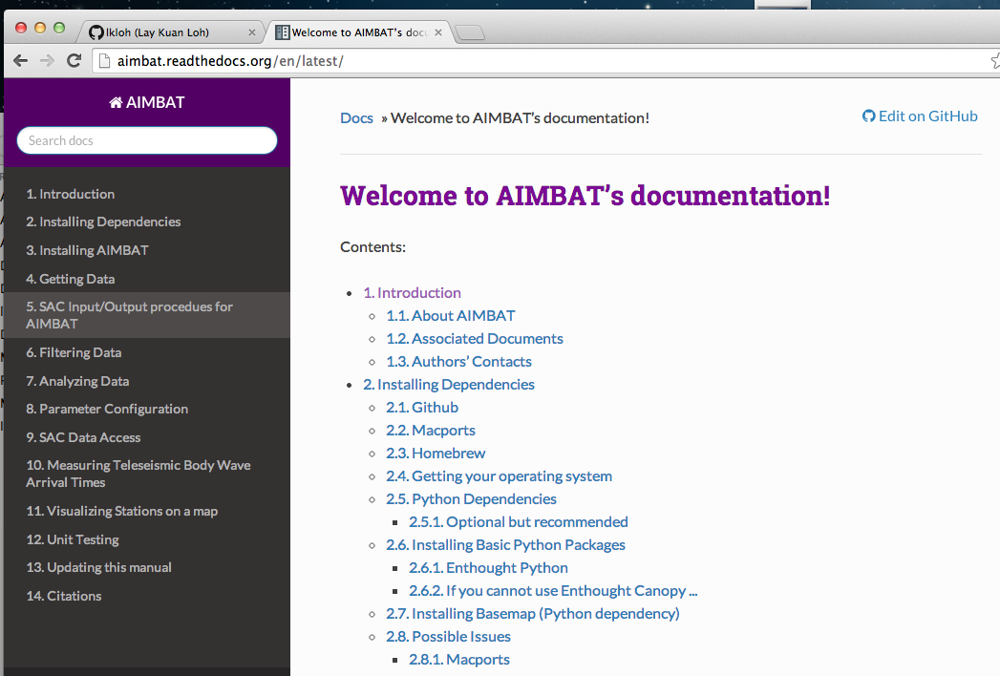 lkloh (Lay Kuan Loh)
Welcome to AIMBAT's doc
aimbat.readthedocs.org/en/latest/
AIMBAT
Search docs
1. Introduction
2. Installing Dependencies
3. Installing AIMBAT
4. Getting Data
5. SAC Input/Output procedues for
AIMBAT
6. Filtering Data
7. Analyzing Data
8. Parameter Configuration
9. SAC Data Access
10. Measuring Teleseismic Body Wave
Arrival Times
11. Visualizing Stations on a map
12. Unit Testing
13. Updating this manual
14. Citations
Docs » Welcome to AIMBAT's documentation!
Edit on GitHub
Welcome to AIMBAT's documentation!
Contents:
1. Introduction
1.1. About AIMBAT
1.2. Associated Documents
1.3. Authors' Contacts
2. Installing Dependencies
2.1. Github
2.2. Macports
2.3. Homebrew
2.4. Getting your operating system
2.5. Python Dependencies
2.5.1. Optional but recommended
2.6. Installing Basic Python Packages
2.6.1. Enthought Python
2.6.2. If you cannot use Enthought Canopy ...
2.7. Installing Basemap (Python dependency)
2.8. Possible Issues
2.8.1. Macports